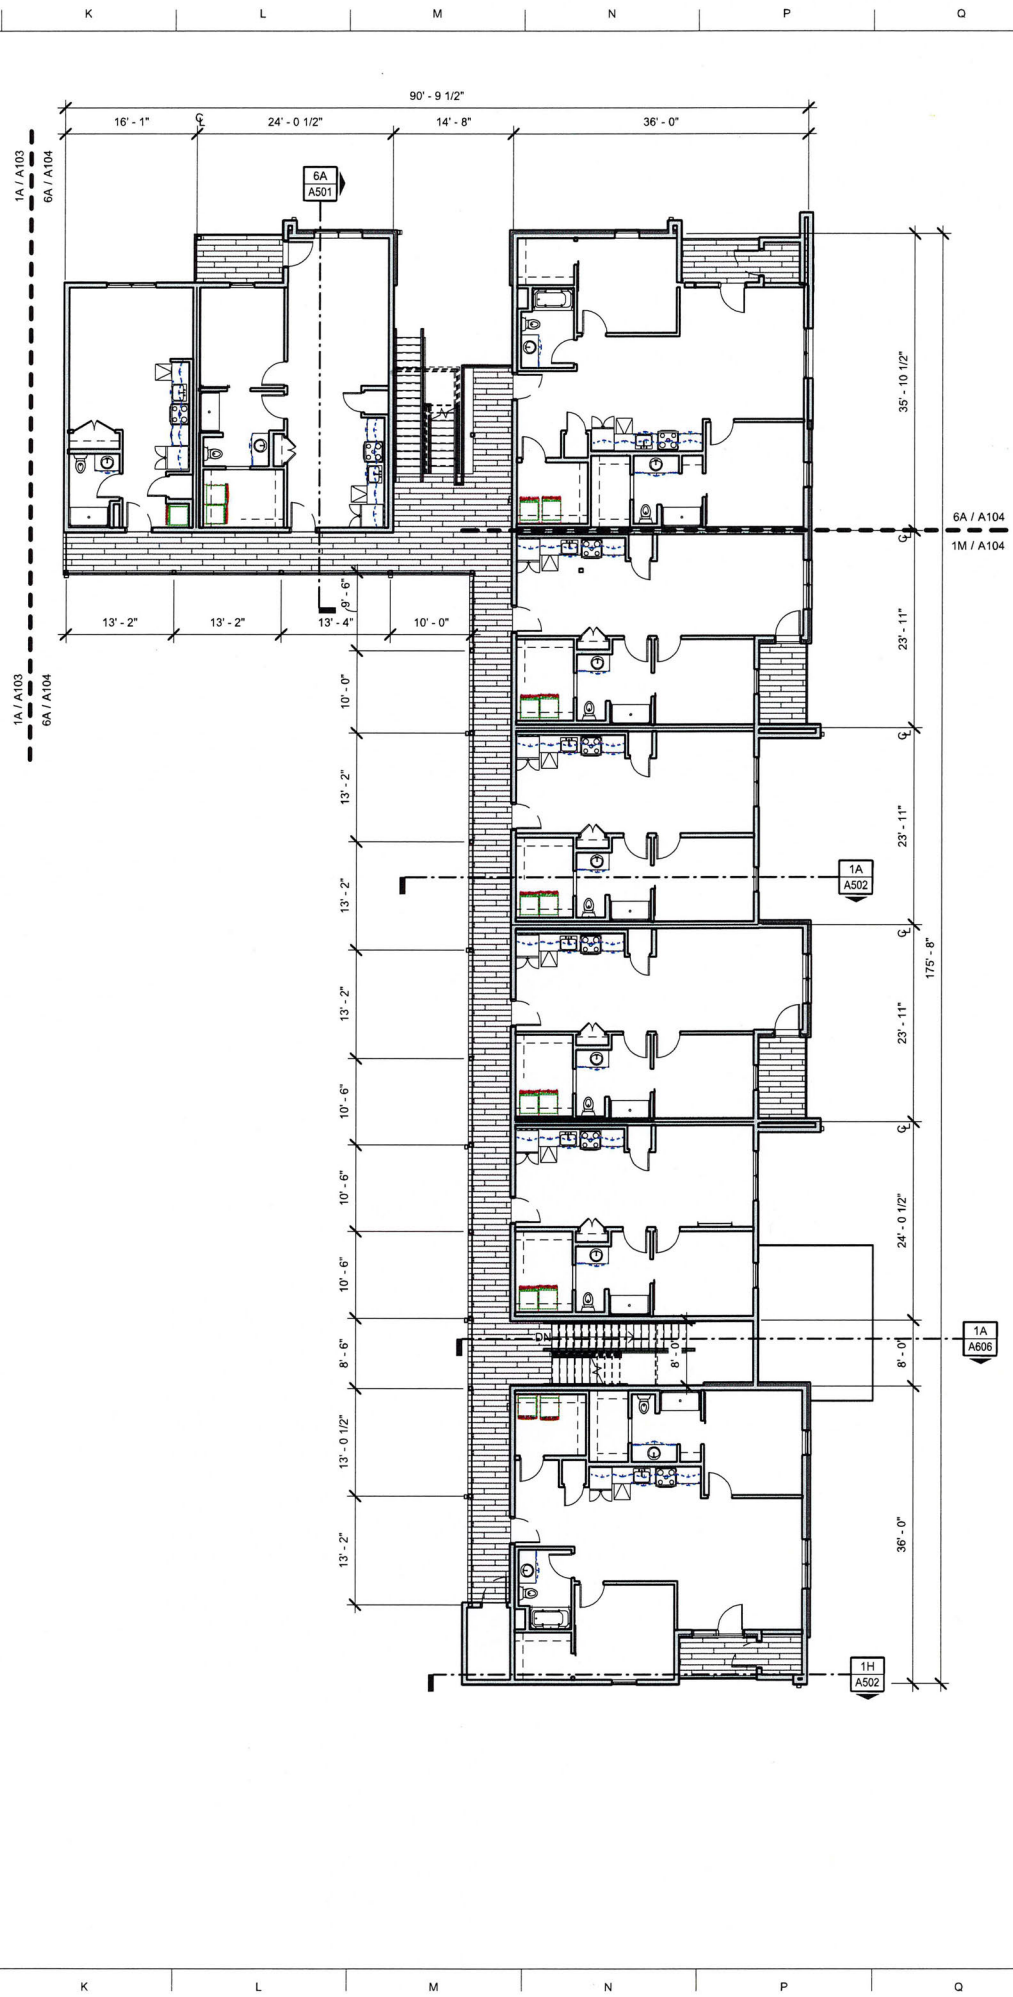 K L M N P Q
90' - 9 1/2"
16' - 1" ℄ 24' - 0 1/2" 14' - 8" 36' - 0"
1A / A103
6A / A104
6A
A501
35' - 10 1/2"
6A / A104
℄
1M / A104
9' - 6"
13' - 2" 13' - 2" 13' - 4" 10' - 0"
23' - 11"
1A / A103
6A / A104
10' - 0"
℄
13' - 2"
23' - 11"
1A
A502
13' - 2"
℄
175' - 8"
13' - 2"
23' - 11"
10' - 6"
℄
10' - 6"
24' - 0 1/2"
10' - 6"
DN
8' - 6"
8' - 0"
8' - 0"
1A
A606
13' - 0 1/2"
13' - 2"
36' - 0"
1H
A502
K L M N P Q